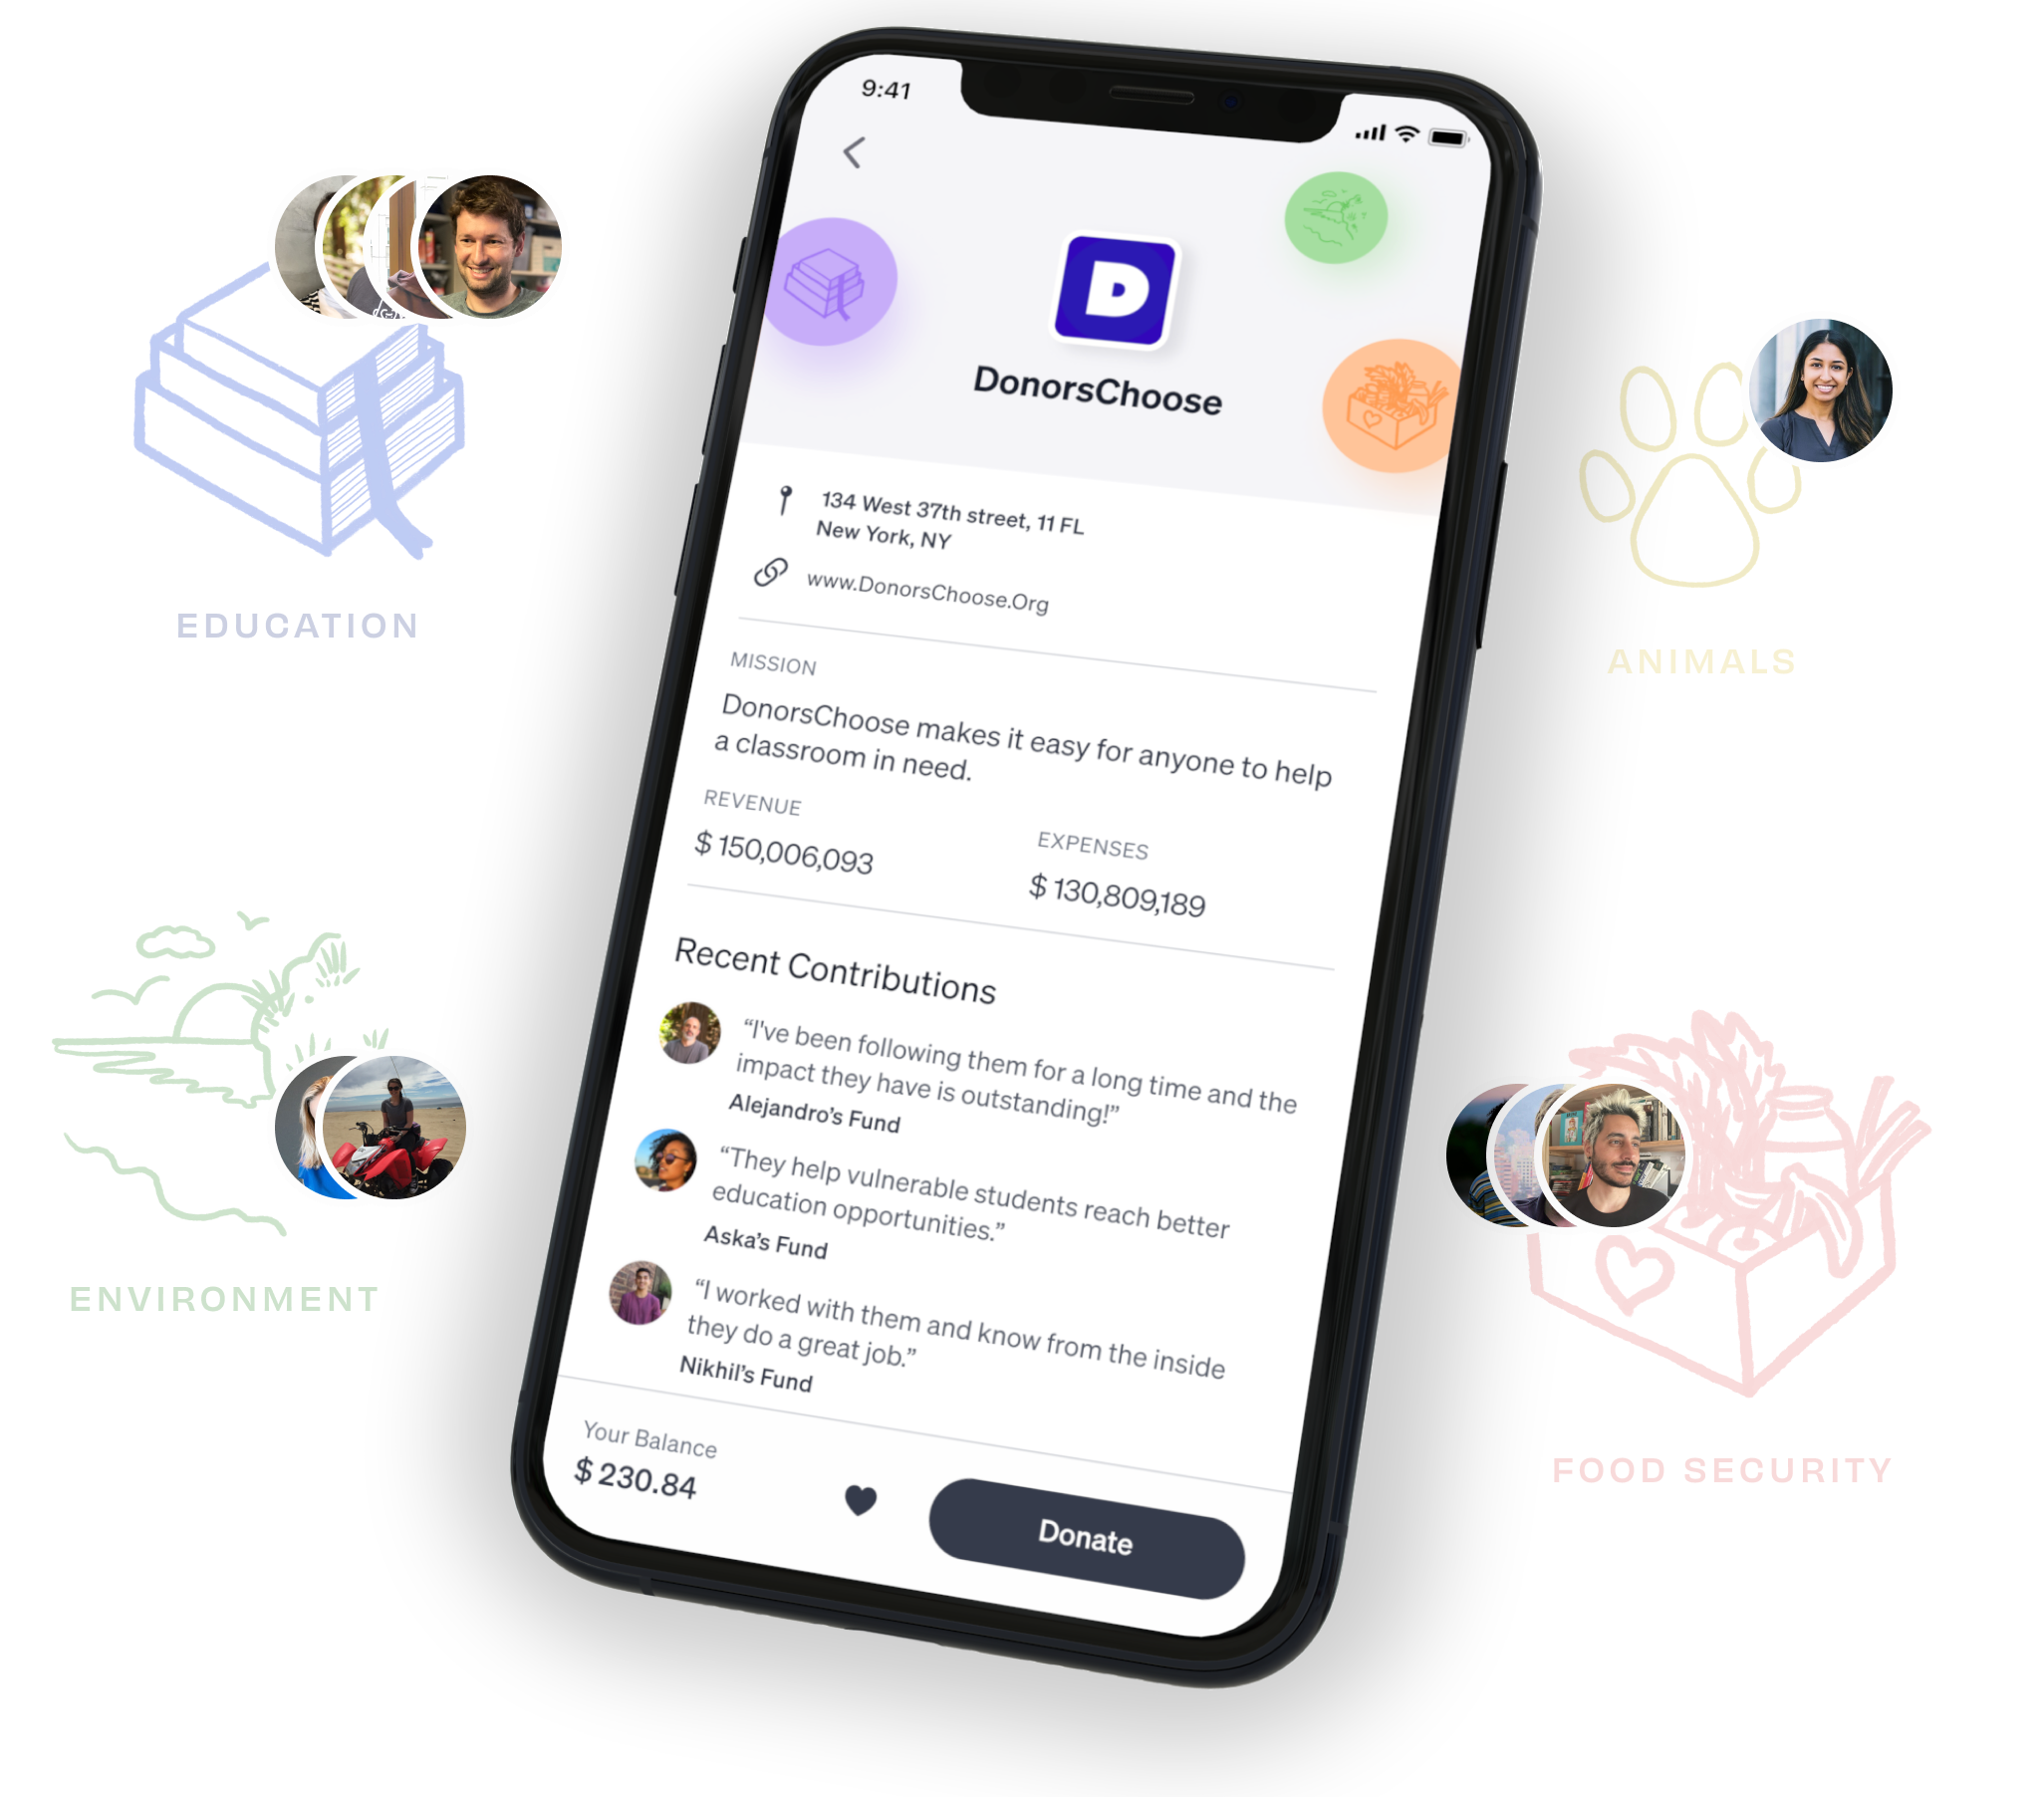 9:41
D
DonorsChoose
134 West 37th street, 11 FL
New York, NY
www.DonorsChoose.Org
MISSION
DonorsChoose makes it easy for anyone to help
a classroom in need.
REVENUE
$ 150,006,093
EXPENSES
$ 130,809,189
Recent Contributions
“I've been following them for a long time and the
impact they have is outstanding!”
Alejandro’s Fund
“They help vulnerable students reach better
education opportunities.”
Aska’s Fund
“I worked with them and know from the inside
they do a great job.”
Nikhil’s Fund
Your Balance
$ 230.84
Donate
EDUCATION
ANIMALS
ENVIRONMENT
FOOD SECURITY